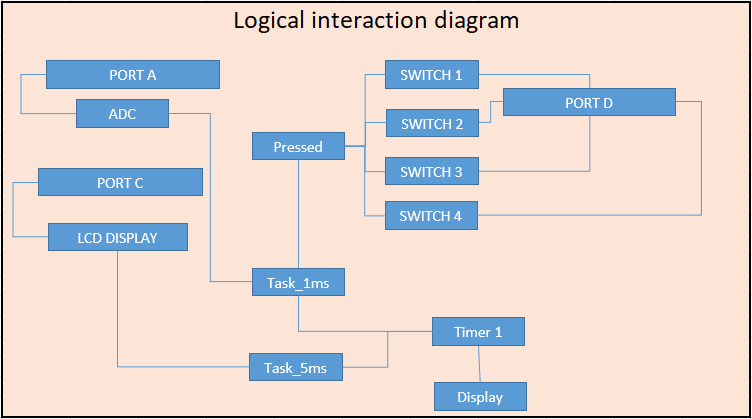 Logical interaction diagram
PORT A
ADC
PORT C
LCD DISPLAY
Pressed
SWITCH 1
SWITCH 2
SWITCH 3
SWITCH 4
PORT D
Task_1ms
Timer 1
Task_5ms
Display